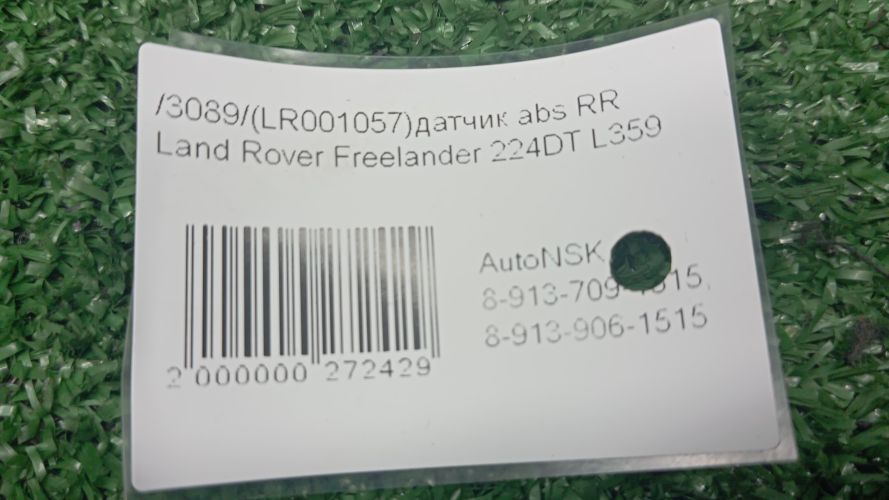 /3089/(LR001057)датчик abs RR
Land Rover Freelander 224DT L359
AutoNSK
8-913-906-1515
2 000000 272429